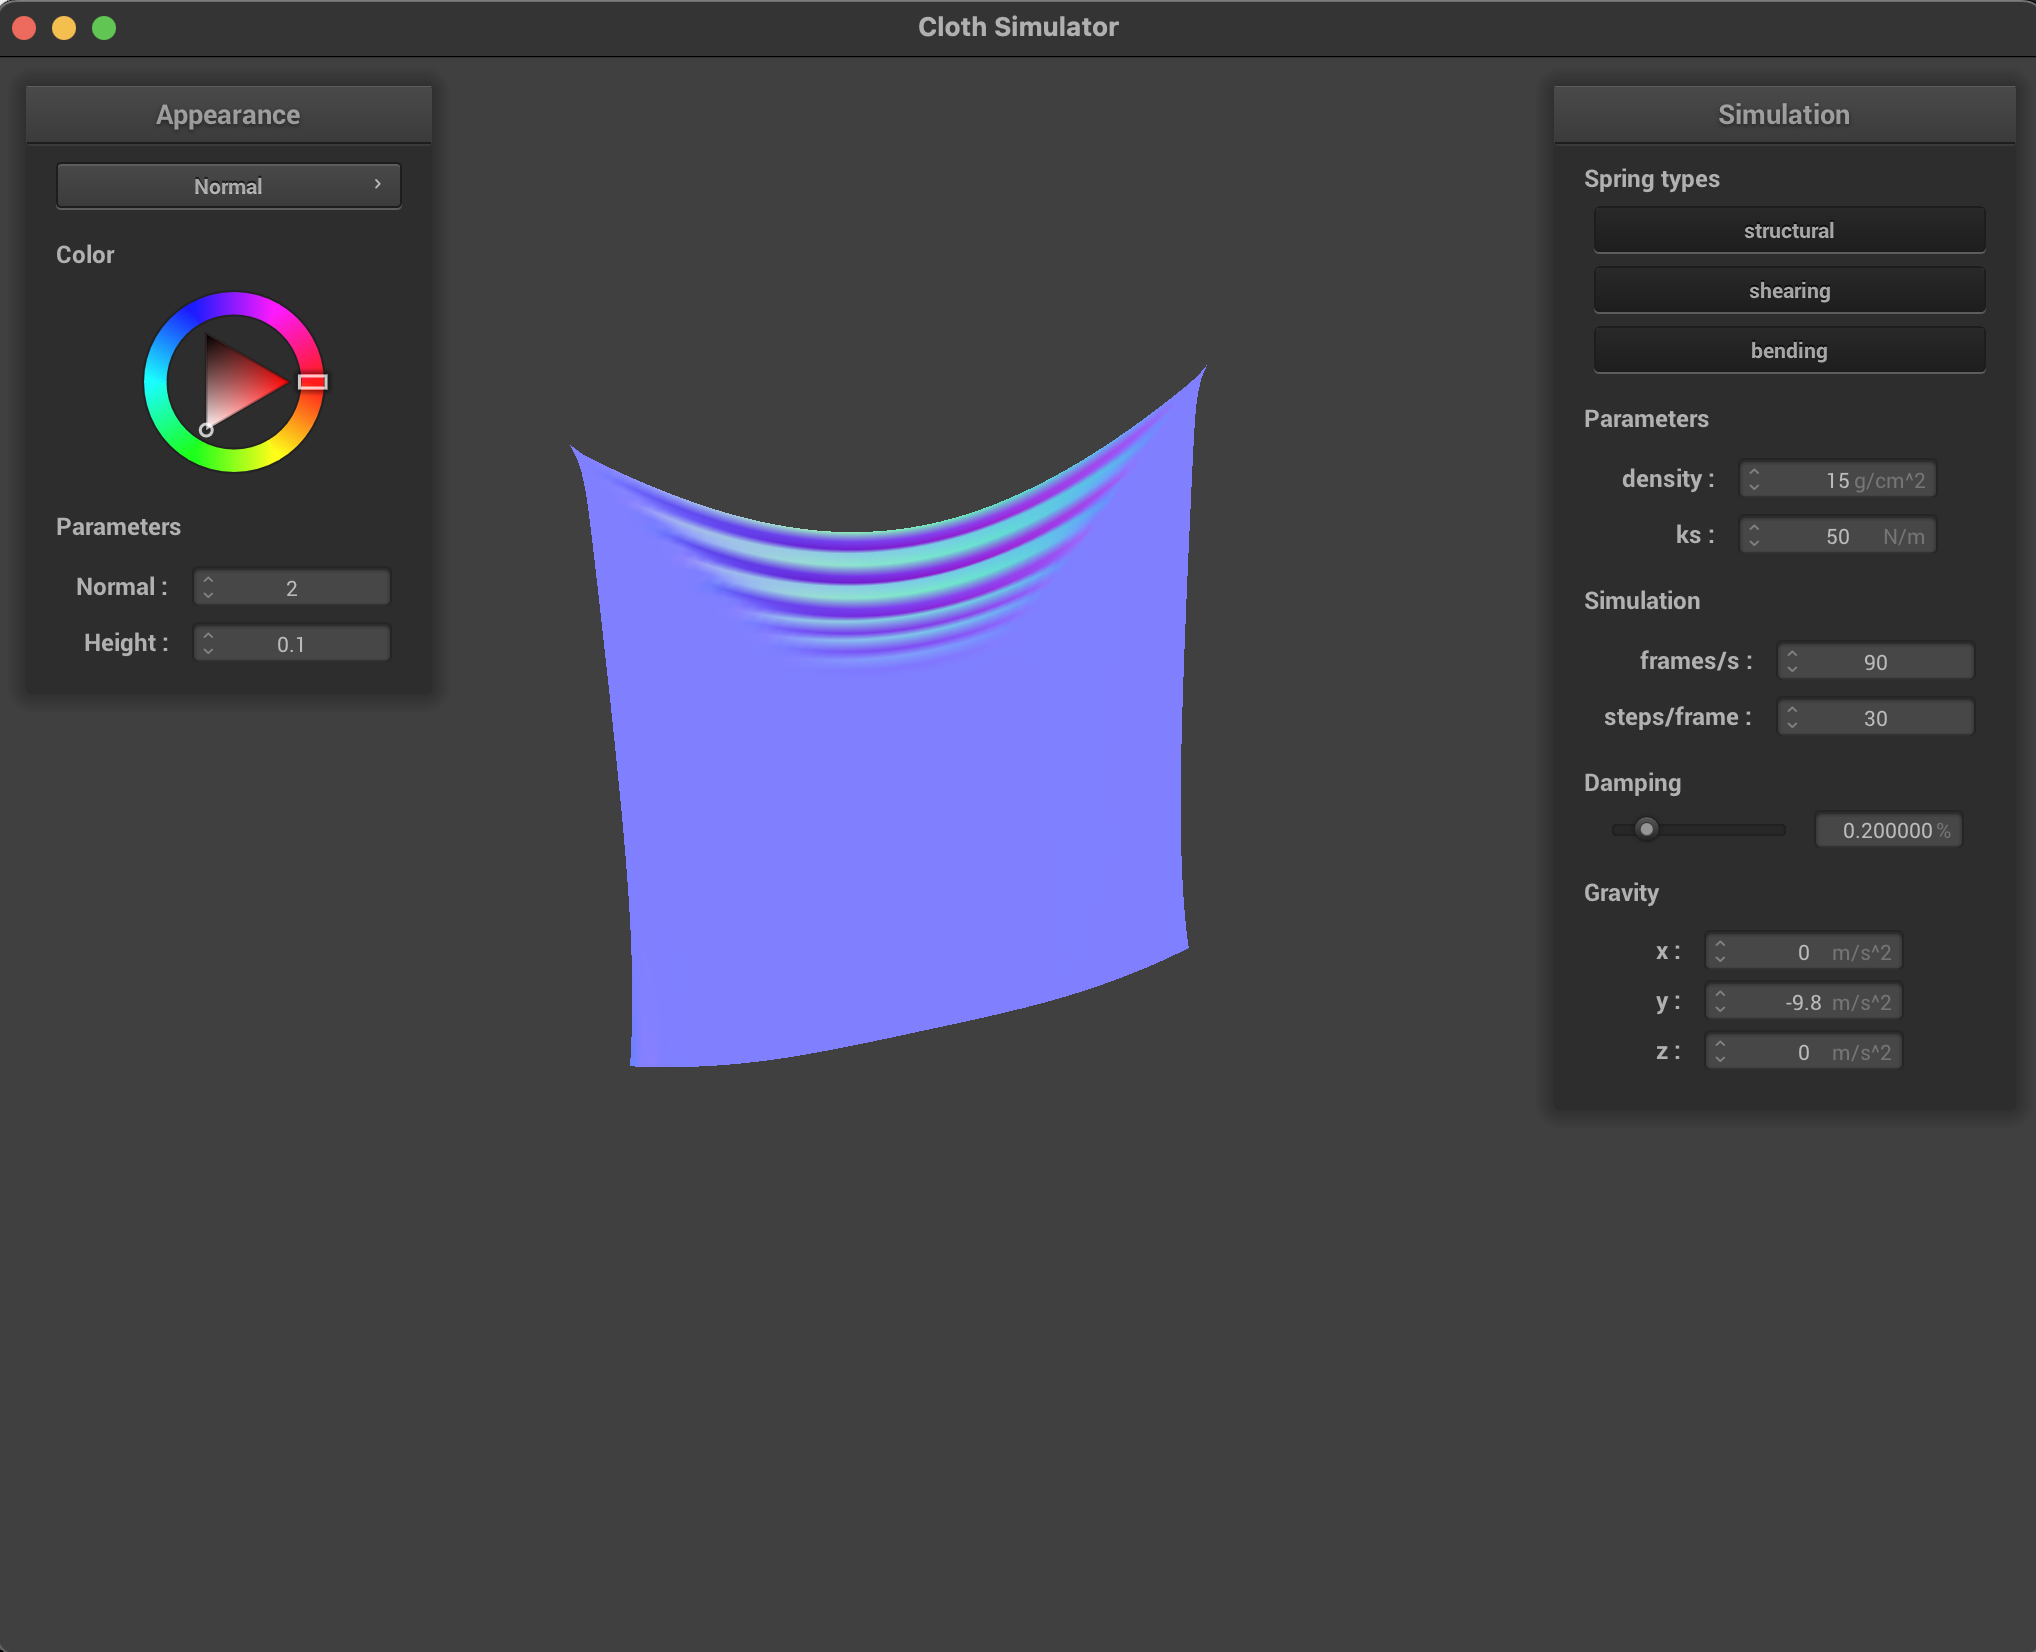 Cloth Simulator
Appearance
Normal
Color
Parameters
Normal : 2
Height : 0.1
Simulation
Spring types
structural
shearing
bending
Parameters
density : 15 g/cm^2
ks : 50 N/m
Simulation
frames/s : 90
steps/frame : 30
Damping
0.200000 %
Gravity
x : 0 m/s^2
y : -9.8 m/s^2
z : 0 m/s^2